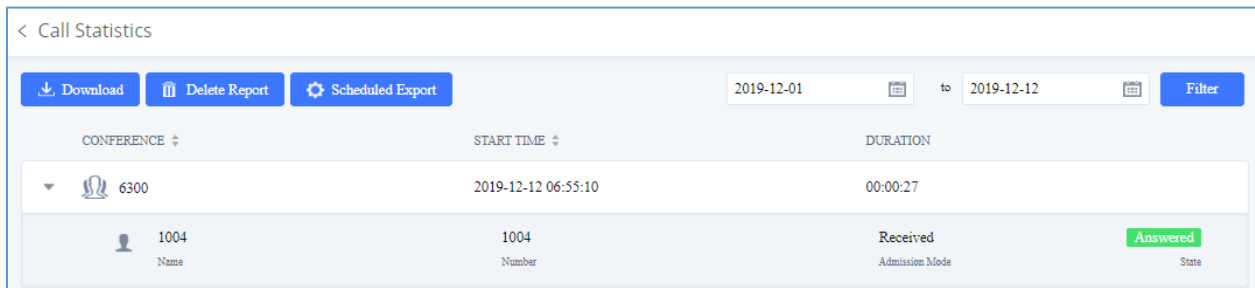 < Call Statistics
Download Delete Report Scheduled Export 2019-12-01 to 2019-12-12 Filter
CONFERENCE START TIME DURATION
6300 2019-12-12 06:55:10 00:00:27
1004 1004 Received Answered
Name Number Admission Mode State